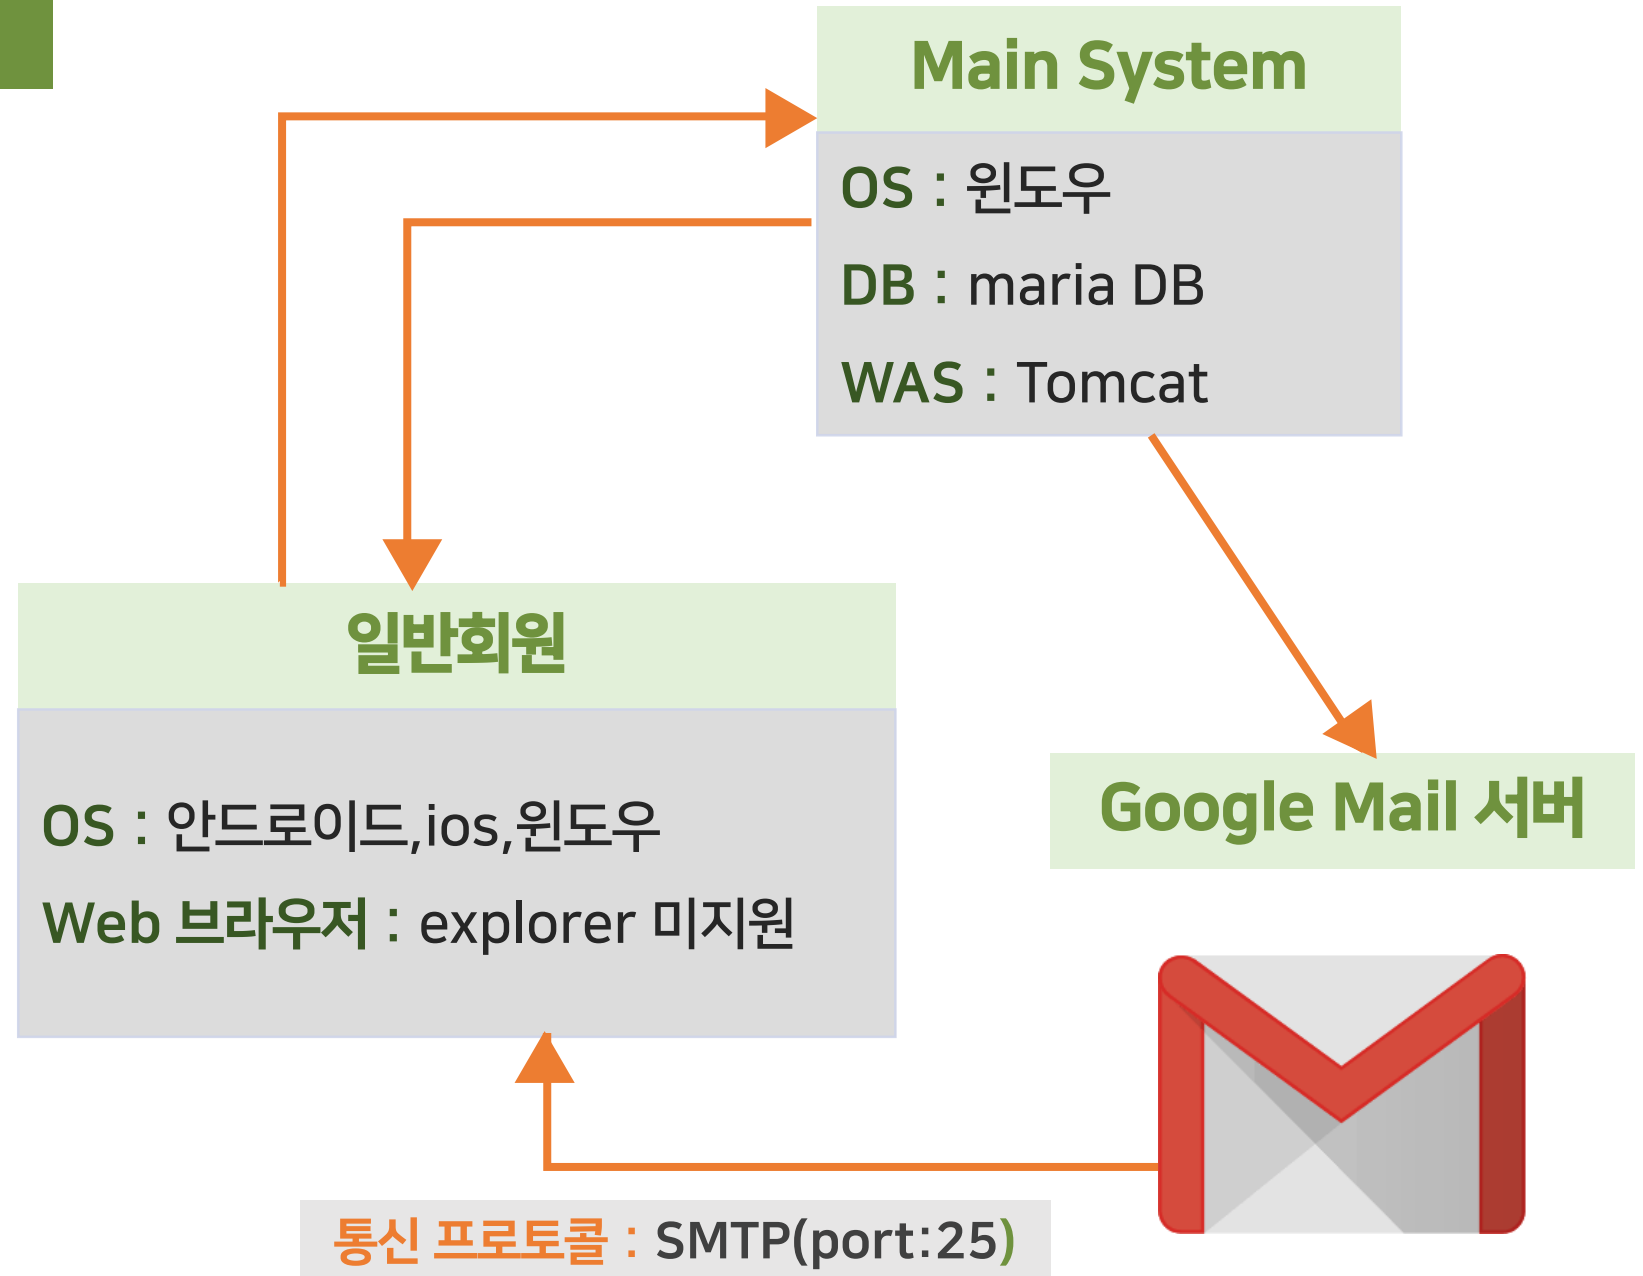 Main System
OS : 윈도우
DB : maria DB
WAS : Tomcat
일반회원
OS : 안드로이드,ios,윈도우
Web 브라우저 : explorer 미지원
Google Mail 서버
통신 프로토콜 : SMTP(port:25)